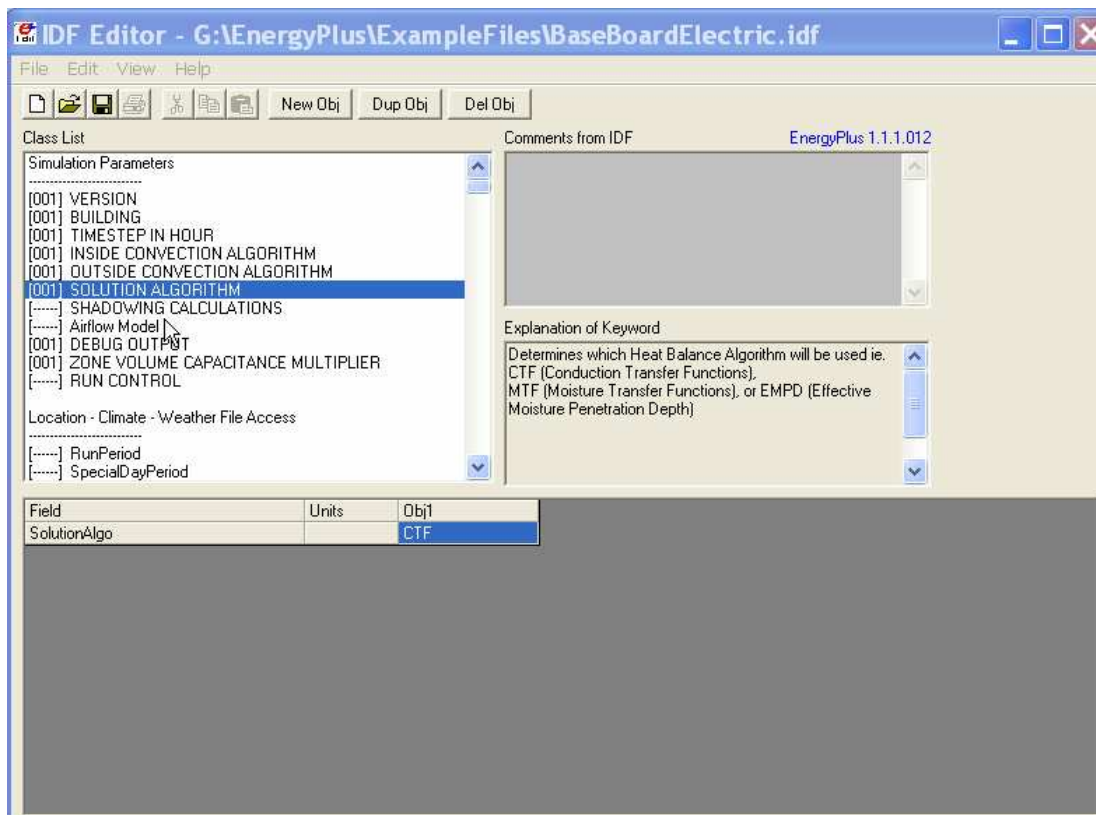 IDF Editor - G:\EnergyPlus\ExampleFiles\BaseBoardElectric.idf
File Edit View Help
New Obj Dup Obj Del Obj
Class List
Simulation Parameters
--------------------------
[001] VERSION
[001] BUILDING
[001] TIMESTEP IN HOUR
[001] INSIDE CONVECTION ALGORITHM
[001] OUTSIDE CONVECTION ALGORITHM
[001] SOLUTION ALGORITHM
[------] SHADOWING CALCULATIONS
[------] Airflow Model
[001] DEBUG OUTPUT
[001] ZONE VOLUME CAPACITANCE MULTIPLIER
[------] RUN CONTROL
Location - Climate - Weather File Access
--------------------------
[------] RunPeriod
[------] SpecialDayPeriod
Comments from IDF EnergyPlus 1.1.1.012
Explanation of Keyword
Determines which Heat Balance Algorithm will be used ie.
CTF (Conduction Transfer Functions),
MTF (Moisture Transfer Functions), or EMPD (Effective
Moisture Penetration Depth)
Field Units Obj1
SolutionAlgo CTF